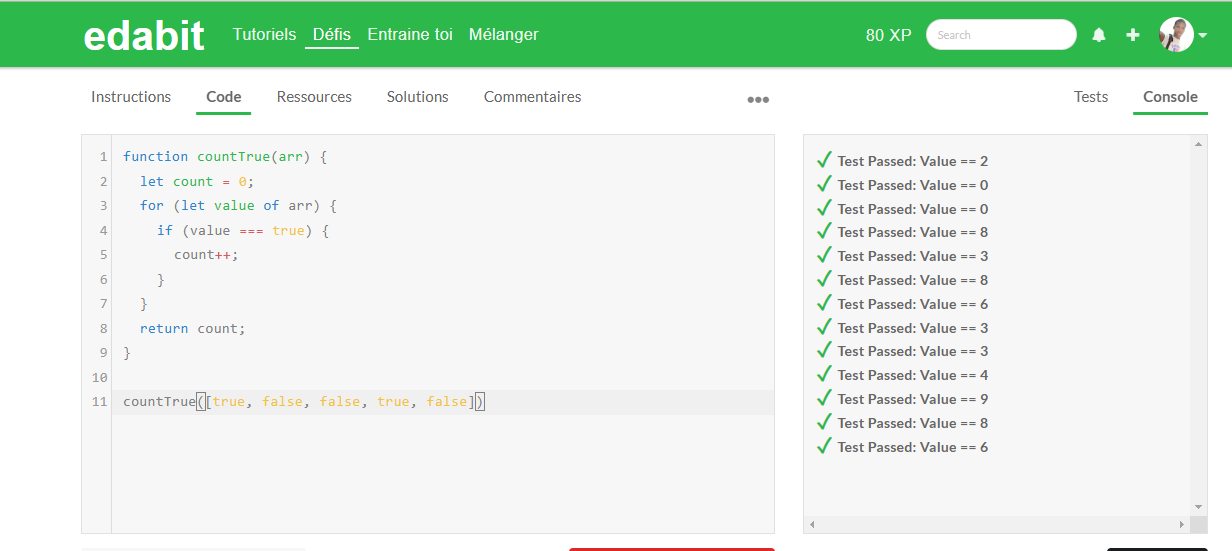 edabit Tutoriels Défis Entraine toi Mélanger 80 XP Search
Instructions Code Ressources Solutions Commentaires ••• Tests Console
1 function countTrue(arr) {
2 let count = 0;
3 for (let value of arr) {
4 if (value === true) {
5 count++;
6 }
7 }
8 return count;
9 }
10
11 countTrue([true, false, false, true, false])
✓ Test Passed: Value == 2
✓ Test Passed: Value == 0
✓ Test Passed: Value == 0
✓ Test Passed: Value == 8
✓ Test Passed: Value == 3
✓ Test Passed: Value == 8
✓ Test Passed: Value == 6
✓ Test Passed: Value == 3
✓ Test Passed: Value == 3
✓ Test Passed: Value == 4
✓ Test Passed: Value == 9
✓ Test Passed: Value == 8
✓ Test Passed: Value == 6